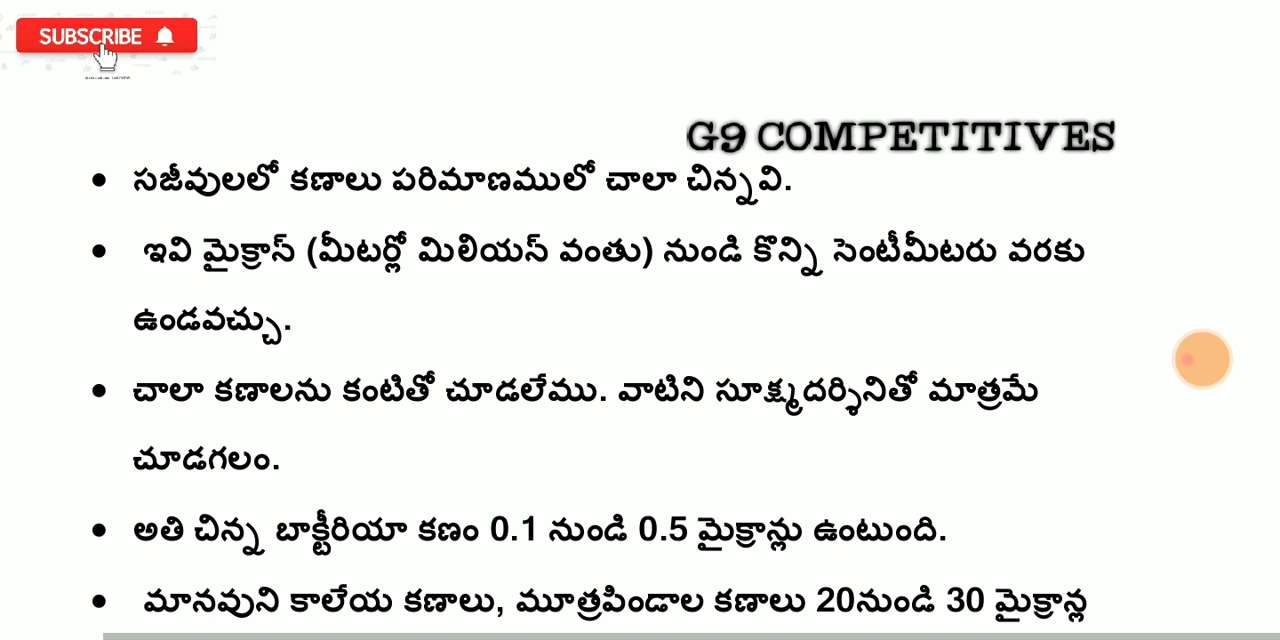 SUBSCRIBE
G9 COMPETITIVES
• సజీవులలో కణాలు పరిమాణములో చాలా చిన్నవి.
• ఇవి మైక్రాస్ (మీటర్లో మిలియస్ వంతు) నుండి కొన్ని సెంటీమీటరు వరకు
ఉండవచ్చు.
• చాలా కణాలను కంటితో చూడలేము. వాటిని సూక్ష్మదర్శినితో మాత్రమే
చూడగలం.
• అతి చిన్న బాక్టీరియా కణం 0.1 నుండి 0.5 మైక్రాన్లు ఉంటుంది.
• మానవుని కాలేయ కణాలు, మూత్రపిండాల కణాలు 20నుండి 30 మైక్రాన్ల